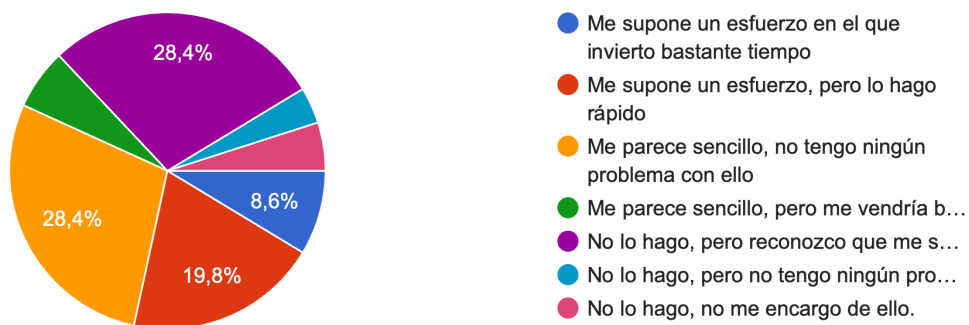 28,4%
28,4%
8,6%
19,8%
Me supone un esfuerzo en el que
invierto bastante tiempo
Me supone un esfuerzo, pero lo hago
rápido
Me parece sencillo, no tengo ningún
problema con ello
Me parece sencillo, pero me vendría b…
No lo hago, pero reconozco que me s…
No lo hago, pero no tengo ningún pro…
No lo hago, no me encargo de ello.